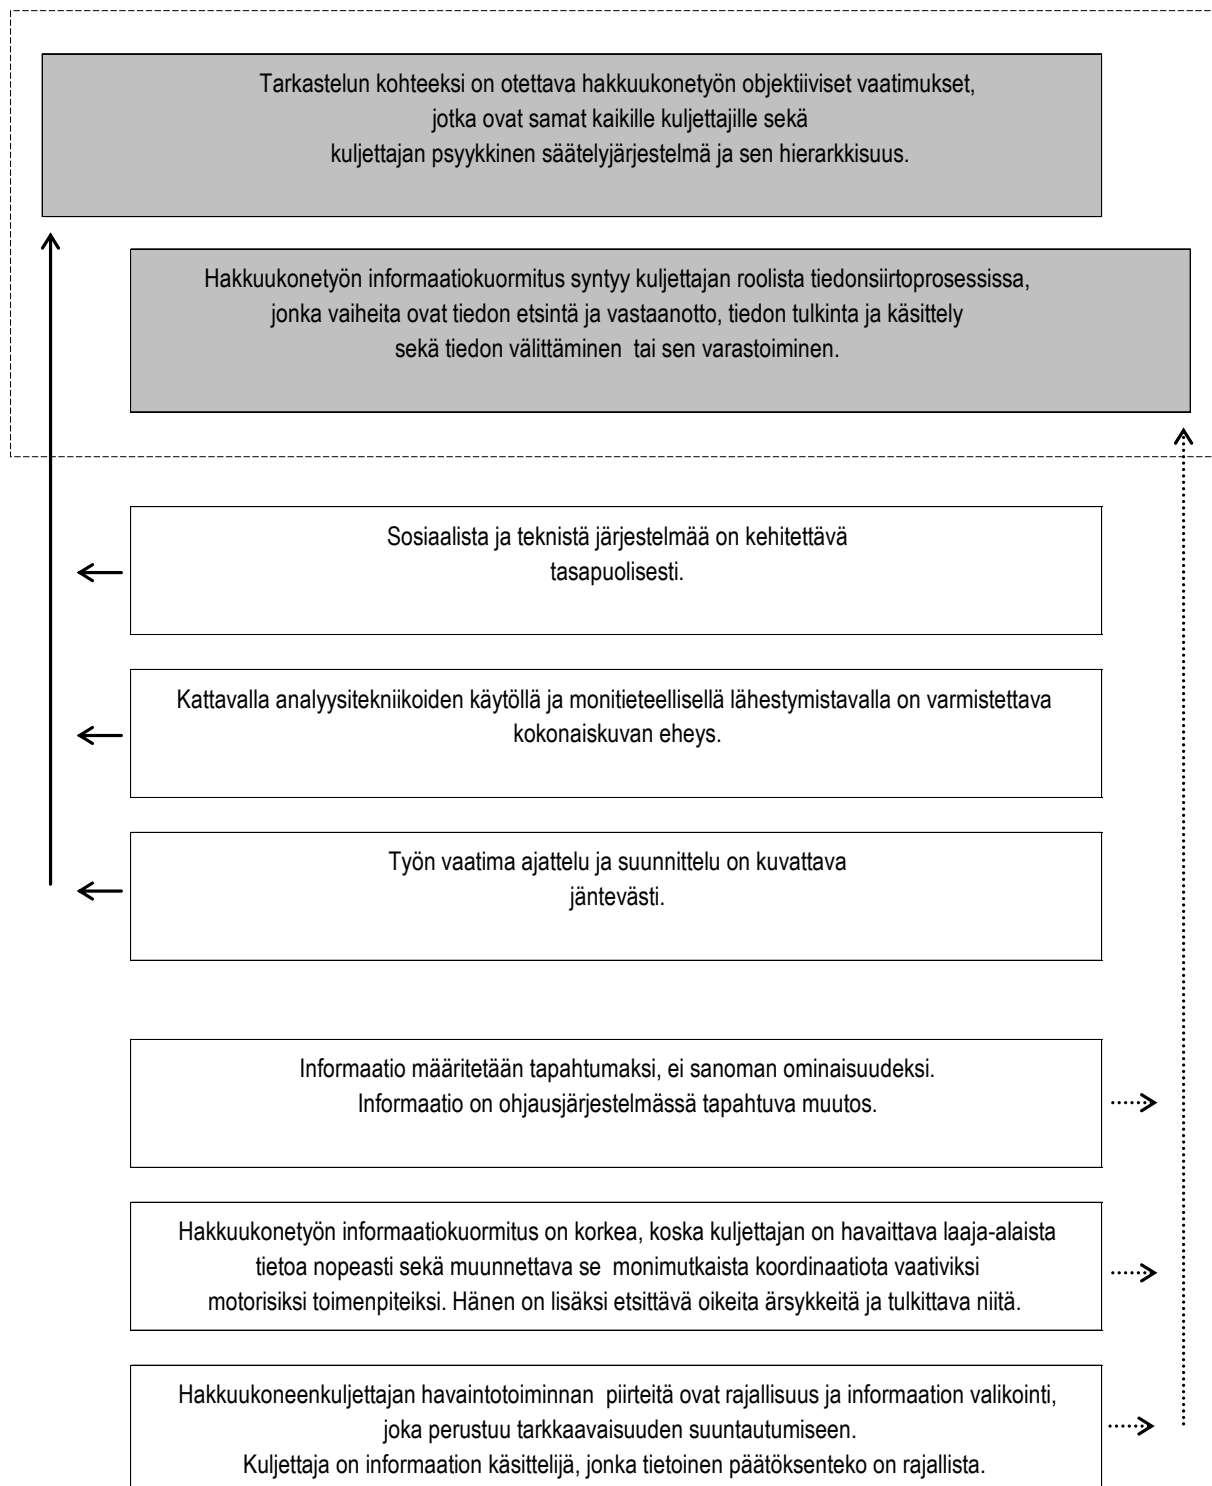 Tarkastelun kohteeksi on otettava hakkuukonetyön objektiiviset vaatimukset,
jotka ovat samat kaikille kuljettajille sekä
kuljettajan psyykkinen säätelyjärjestelmä ja sen hierarkkisuus.
Hakkuukonetyön informaatiokuormitus syntyy kuljettajan roolista tiedonsiirtoprosessissa,
jonka vaiheita ovat tiedon etsintä ja vastaanotto, tiedon tulkinta ja käsittely
sekä tiedon välittäminen tai sen varastoiminen.
Sosiaalista ja teknistä järjestelmää on kehitettävä
tasapuolisesti.
Kattavalla analyysitekniikoiden käytöllä ja monitieteellisellä lähestymistavalla on varmistettava
kokonaiskuvan eheys.
Työn vaatima ajattelu ja suunnittelu on kuvattava
jäntevästi.
Informaatio määritetään tapahtumaksi, ei sanoman ominaisuudeksi.
Informaatio on ohjausjärjestelmässä tapahtuva muutos.
Hakkuukonetyön informaatiokuormitus on korkea, koska kuljettajan on havaittava laaja-alaista
tietoa nopeasti sekä muunnettava se monimutkaista koordinaatiota vaativiksi
motorisiksi toimenpiteiksi. Hänen on lisäksi etsittävä oikeita ärsykkeitä ja tulkittava niitä.
Hakkuukoneenkuljettajan havaintotoiminnan piirteitä ovat rajallisuus ja informaation valikointi,
joka perustuu tarkkaavaisuuden suuntautumiseen.
Kuljettaja on informaation käsittelijä, jonka tietoinen päätöksenteko on rajallista.